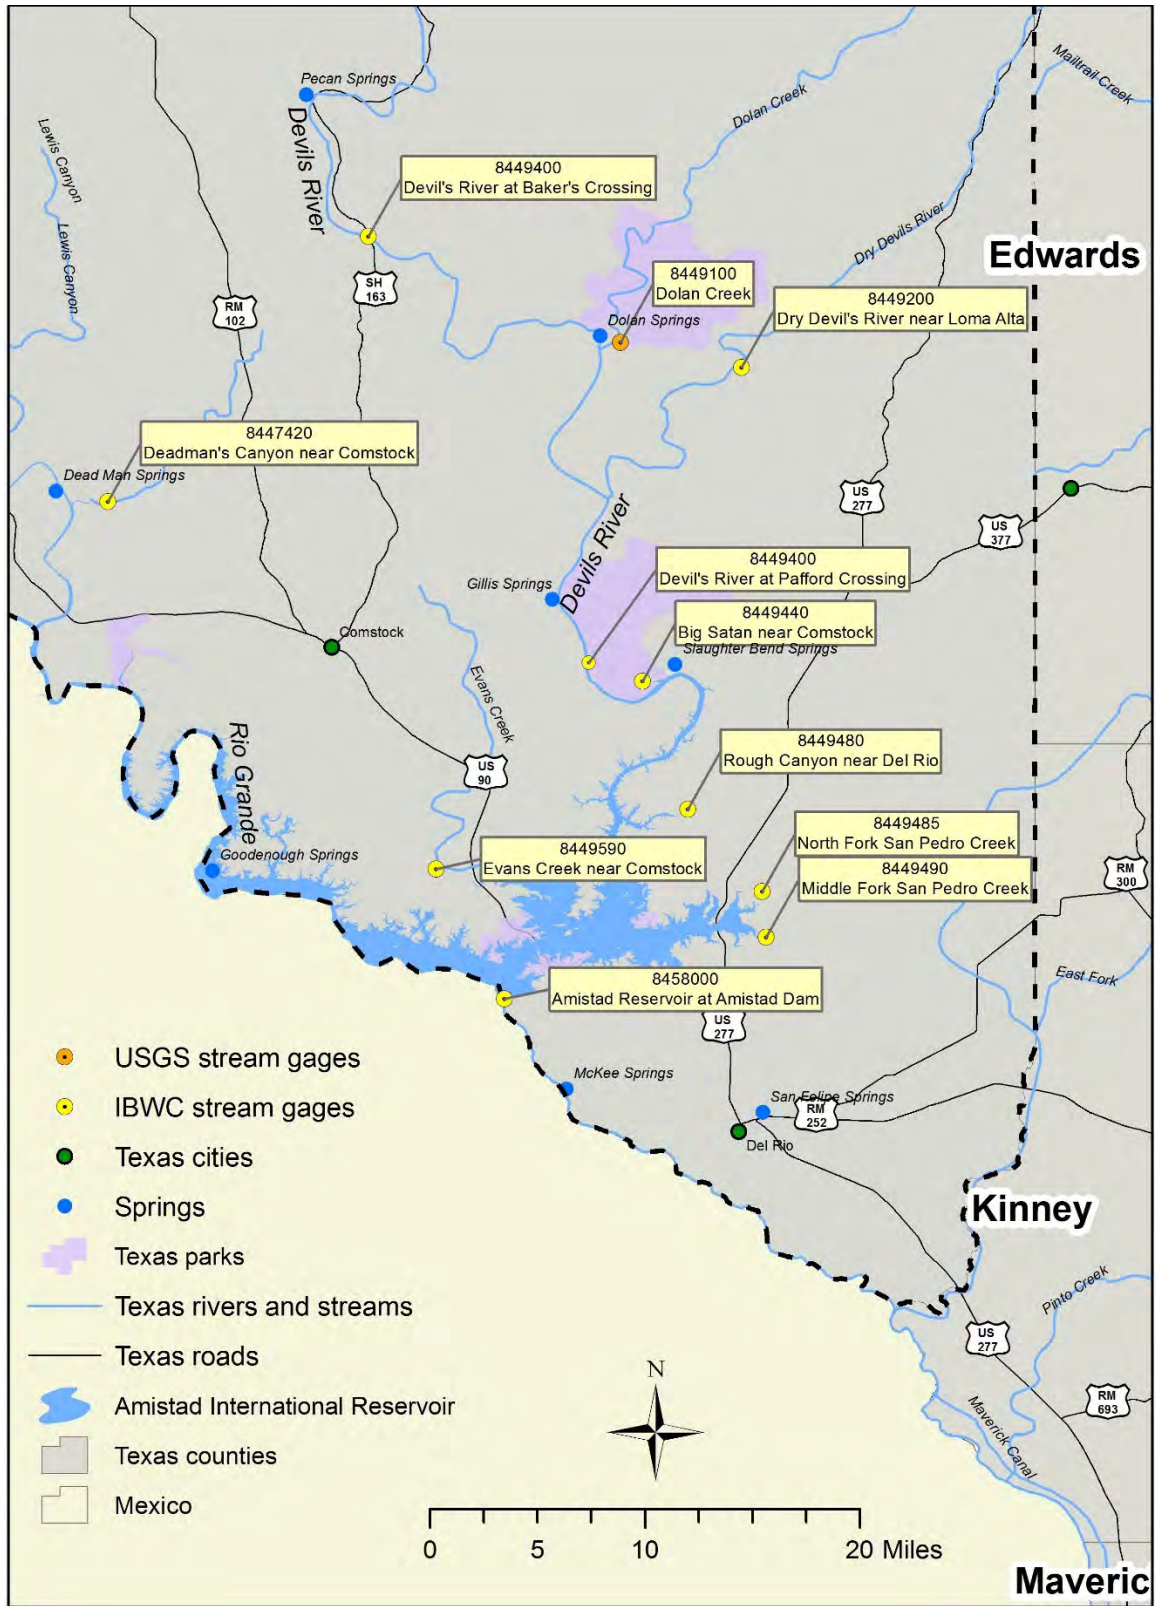 Pecan Springs
Mailtrail Creek
Dolan Creek
Lewis Canyon
Devils River
8449400
Devil's River at Baker's Crossing
Lewis Canyon
Dry Devils River
Edwards
SH
163
8449100
Dolan Creek
8449200
Dry Devil's River near Loma Alta
RM
102
Dolan Springs
8447420
Deadman's Canyon near Comstock
Dead Man Springs
US
277
US
377
Devils River
8449400
Devil's River at Pafford Crossing
Gillis Springs
8449440
Big Satan near Comstock
Slaughter Bend Springs
Comstock
Evans Creek
Rio Grande
US
90
8449480
Rough Canyon near Del Rio
8449485
North Fork San Pedro Creek
8449590
Evans Creek near Comstock
Goodenough Springs
8449490
Middle Fork San Pedro Creek
RM
300
East Fork
8458000
Amistad Reservoir at Amistad Dam
US
277
McKee Springs
San Felipe Springs
RM
252
Del Rio
Kinney
Pinto Creek
US
277
RM
693
Maverick Canal
Maveric
USGS stream gages
IBWC stream gages
Texas cities
Springs
Texas parks
Texas rivers and streams
Texas roads
Amistad International Reservoir
Texas counties
Mexico
N
0 5 10 20 Miles